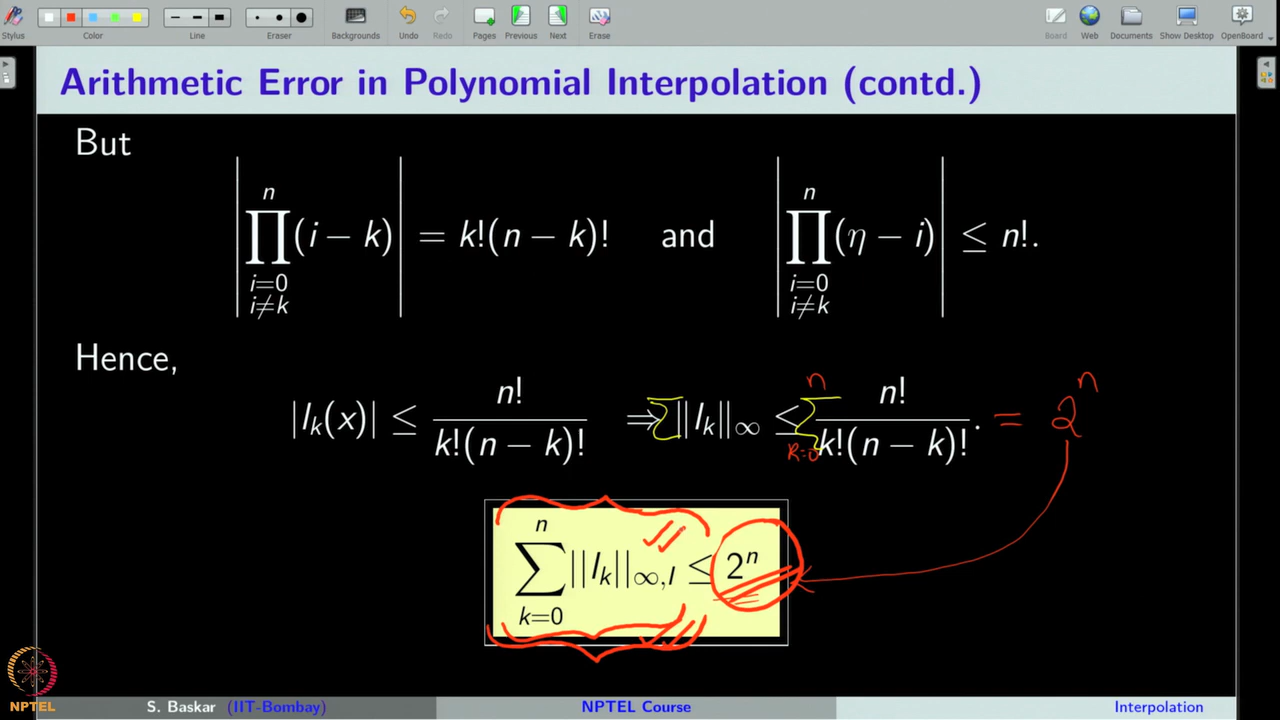 Stylus Color Line Eraser Backgrounds Undo Redo Pages Previous Next Erase Board Web Documents Show Desktop OpenBoard
Arithmetic Error in Polynomial Interpolation (contd.)
But
|∏_{i=0, i≠k}^{n} (i − k)| = k!(n − k)! and |∏_{i=0, i≠k}^{n} (η − i)| ≤ n!.
Hence,
|l_k(x)| ≤ n! / k!(n − k)! ⇒ ∑ ||l_k||_∞ ≤ ∑_{k=0}^{n} n! / k!(n − k)!. = 2^n
∑_{k=0}^{n} ||l_k||_{∞,I} ≤ 2^n
NPTEL
S. Baskar (IIT-Bombay) NPTEL Course Interpolation